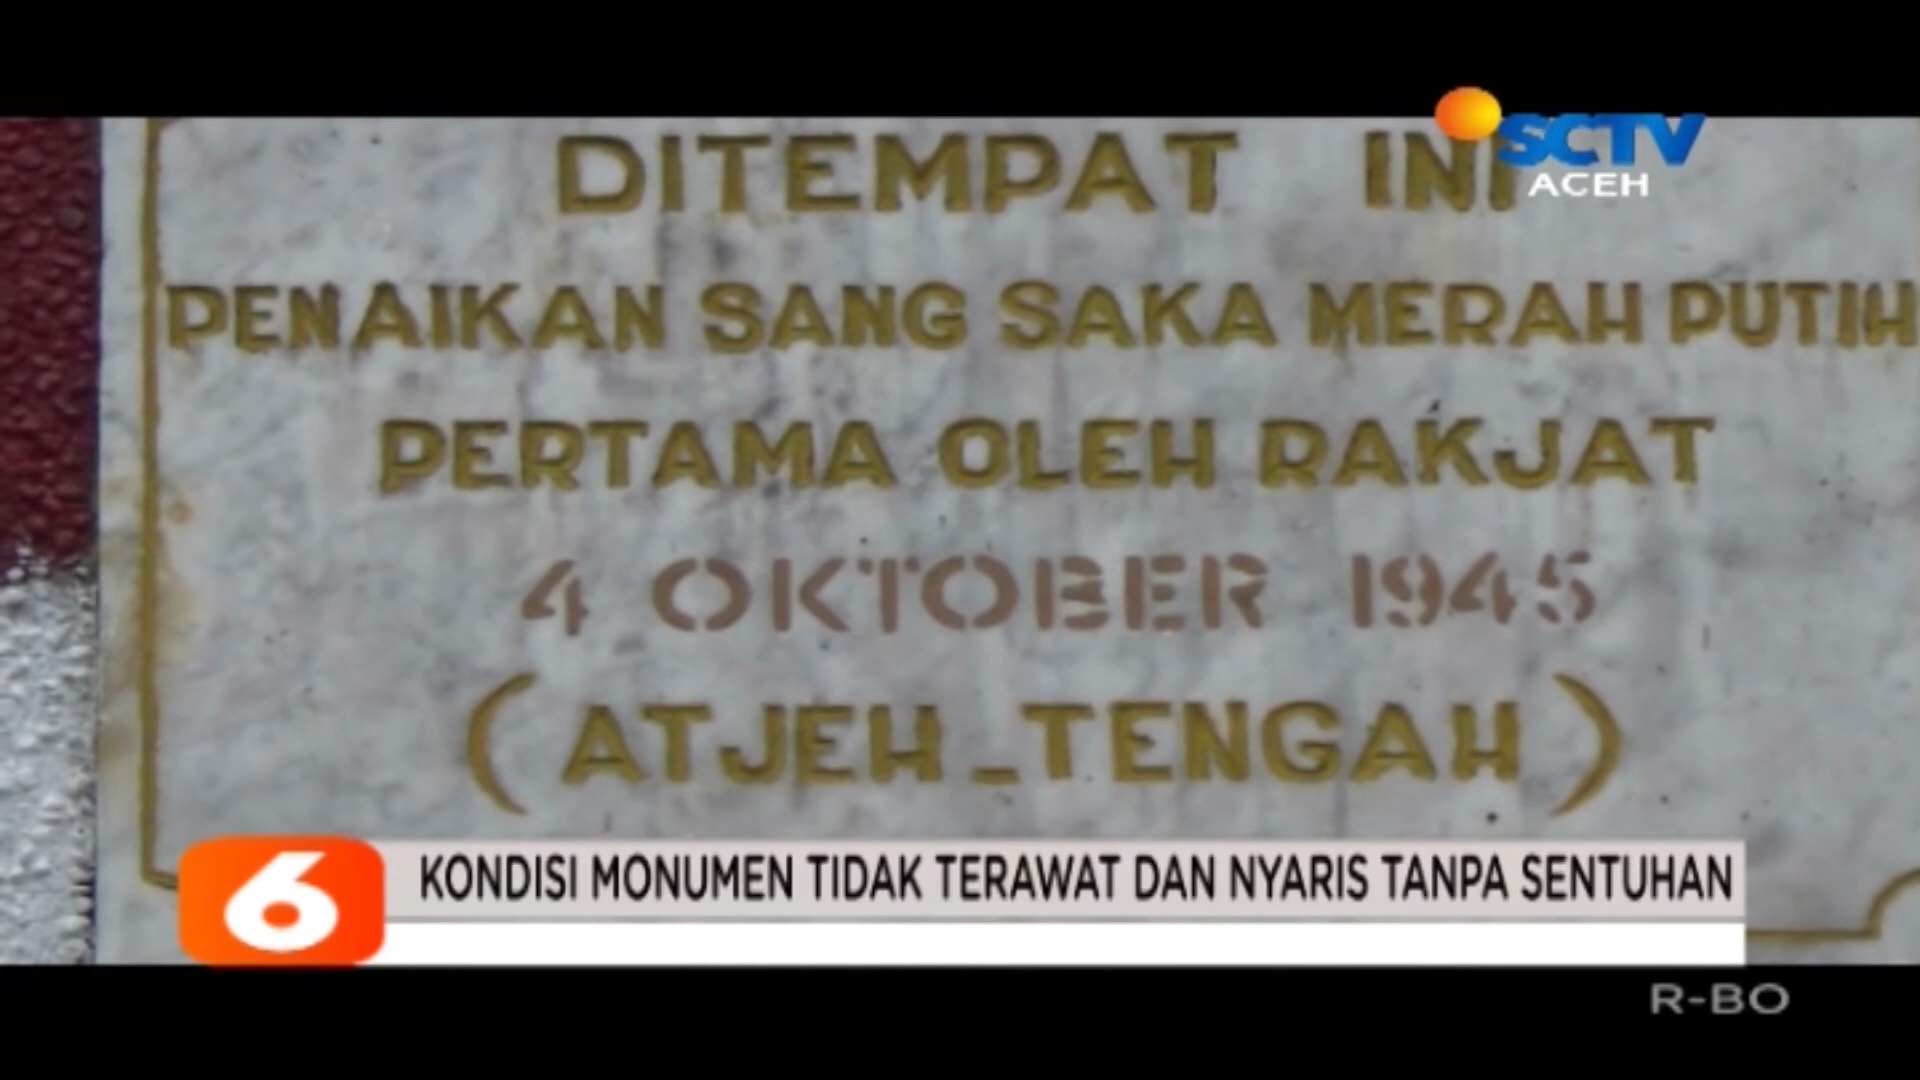 SCTV
ACEH
DITEMPAT INI
PENAIKAN SANG SAKA MERAH PUTIH
PERTAMA OLEH RAKJAT
4 OKTOBER 1945
(ATJEH_TENGAH)
6 KONDISI MONUMEN TIDAK TERAWAT DAN NYARIS TANPA SENTUHAN
R-BO